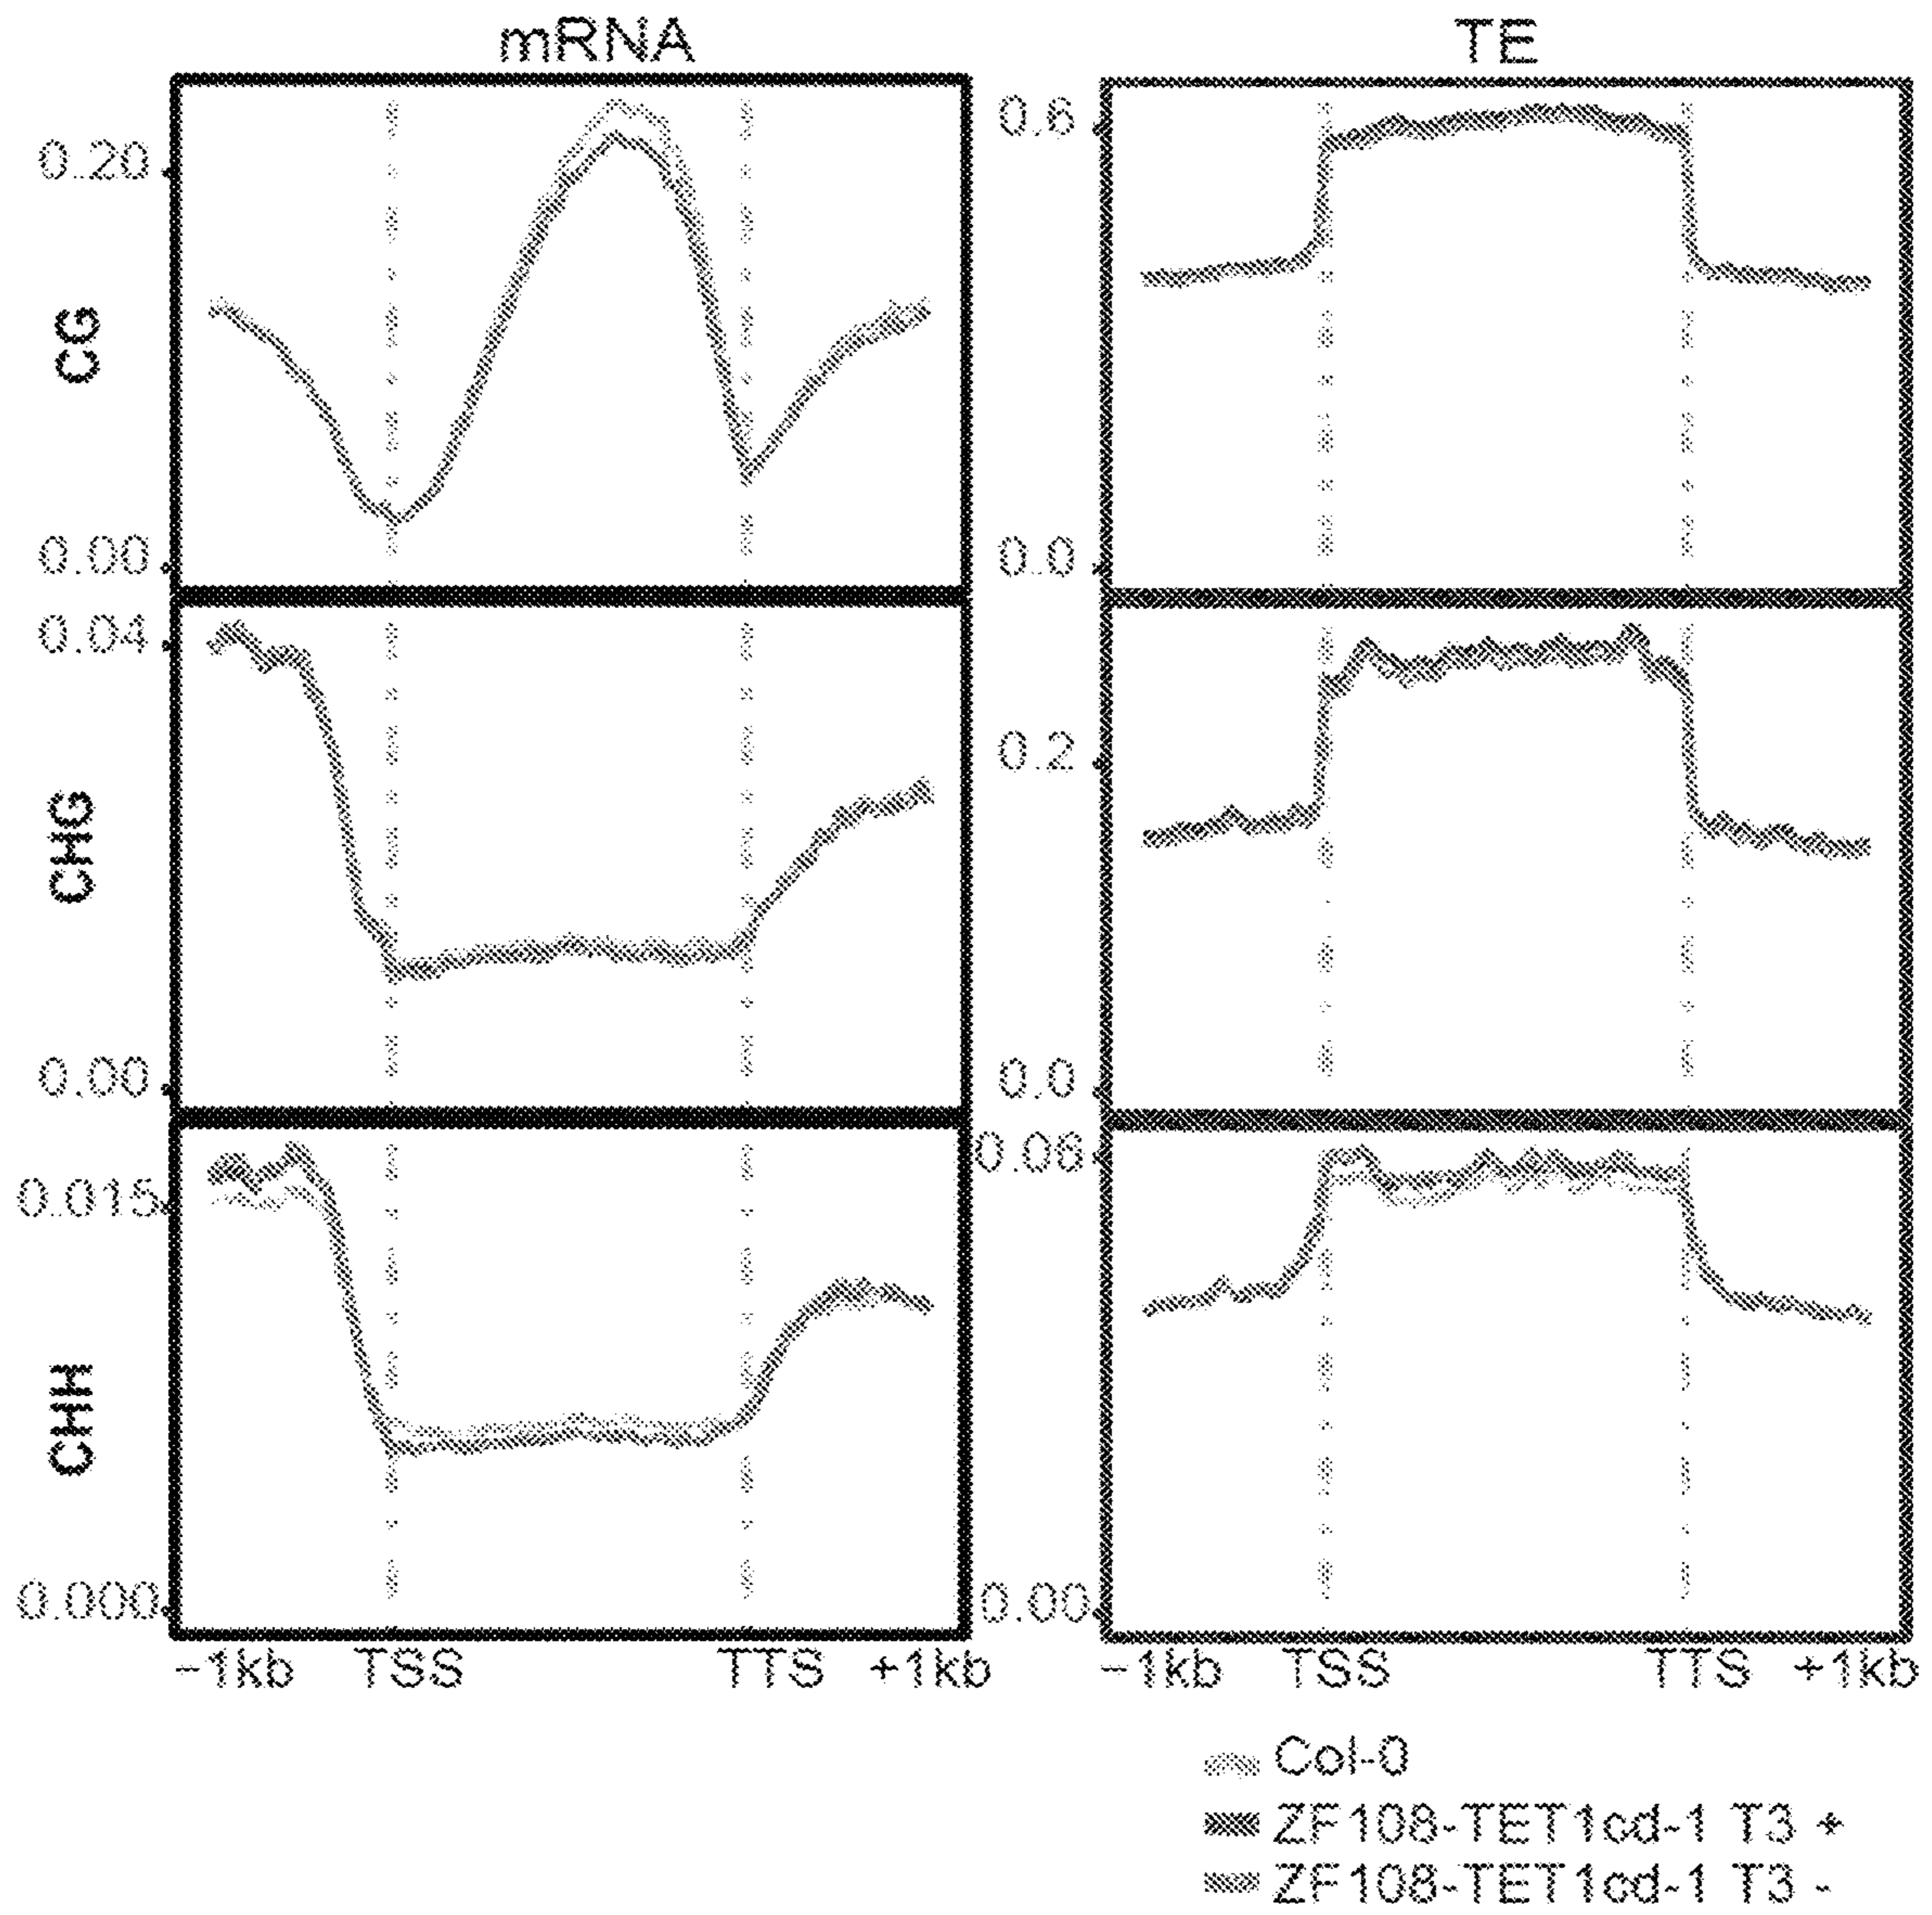 mRNA TE
CG
0.20
0.00
0.6
0.0
CHG
0.04
0.00
0.2
0.0
CHH
0.015
0.000
0.06
0.00
−1kb TSS TTS +1kb
−1kb TSS TTS +1kb
Col-0
ZF108-TET1cd-1 T3 +
ZF108-TET1cd-1 T3 -